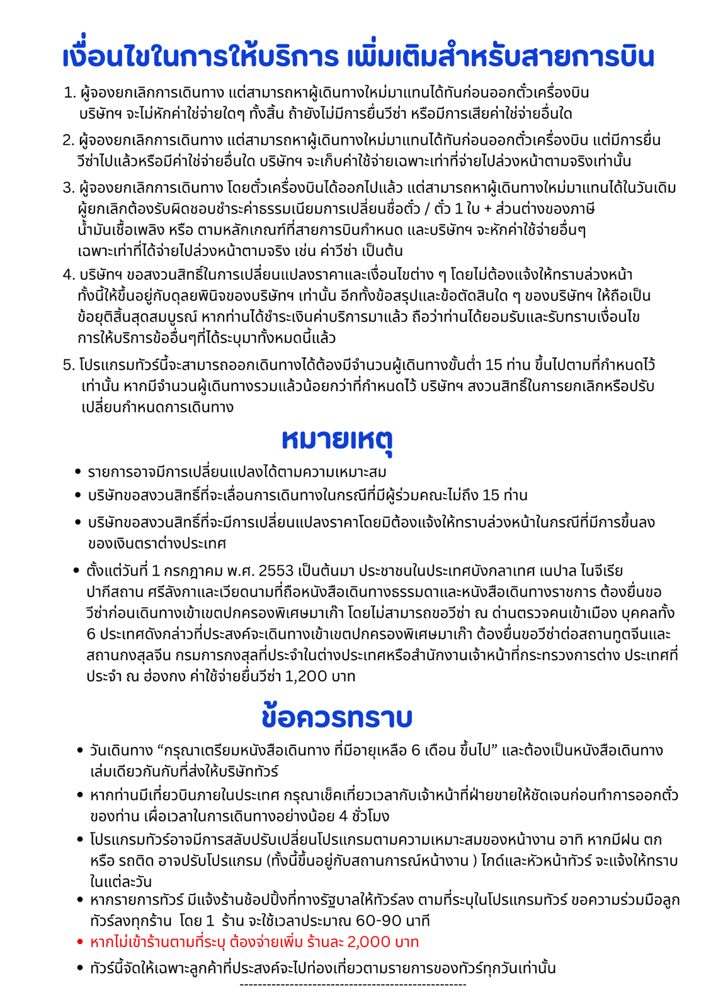 เงื่อนไขในการให้บริการ เพิ่มเติมสำหรับสายการบิน
1. ผู้จองยกเลิกการเดินทาง แต่สามารถหาผู้เดินทางใหม่มาแทนได้ทันก่อนออกตั๋วเครื่องบิน
บริษัทฯ จะไม่หักค่าใช่จ่ายใดๆ ทั้งสิ้น ถ้ายังไม่มีการยื่นวีซ่า หรือมีการเสียค่าใช่จ่ายอื่นใด
2. ผู้จองยกเลิกการเดินทาง แต่สามารถหาผู้เดินทางใหม่มาแทนได้ทันก่อนออกตั๋วเครื่องบิน แต่มีการยื่น
วีซ่าไปแล้วหรือมีค่าใช่จ่ายอื่นใด บริษัทฯ จะเก็บค่าใช้จ่ายเฉพาะเท่าที่จ่ายไปล่วงหน้าตามจริงเท่านั้น
3. ผู้จองยกเลิกการเดินทาง โดยตั๋วเครื่องบินได้ออกไปแล้ว แต่สามารถหาผู้เดินทางใหม่มาแทนได้ในวันเดิม
ผู้ยกเลิกต้องรับผิดชอบชำระค่าธรรมเนียมการเปลี่ยนชื่อตั๋ว / ตั๋ว 1 ใบ + ส่วนต่างของภาษี
น้ำมันเชื้อเพลิง หรือ ตามหลักเกณฑ์ที่สายการบินกำหนด และบริษัทฯ จะหักค่าใช้จ่ายอื่นๆ
เฉพาะเท่าที่ได้จ่ายไปล่วงหน้าตามจริง เช่น ค่าวีซ่า เป็นต้น
4. บริษัทฯ ขอสงวนสิทธิ์ในการเปลี่ยนแปลงราคาและเงื่อนไขต่าง ๆ โดยไม่ต้องแจ้งให้ทราบล่วงหน้า
ทั้งนี้ให้ขึ้นอยู่กับดุลยพินิจของบริษัทฯ เท่านั้น อีกทั้งข้อสรุปและข้อตัดสินใด ๆ ของบริษัทฯ ให้ถือเป็น
ข้อยุติสิ้นสุดสมบูรณ์ หากท่านได้ชำระเงินค่าบริการมาแล้ว ถือว่าท่านได้ยอมรับและรับทราบเงื่อนไข
การให้บริการข้ออื่นๆที่ได้ระบุมาทั้งหมดนี้แล้ว
5. โปรแกรมทัวร์นี้จะสามารถออกเดินทางได้ต้องมีจำนวนผู้เดินทางขั้นต่ำ 15 ท่าน ขึ้นไปตามที่กำหนดไว้
เท่านั้น หากมีจำนวนผู้เดินทางรวมแล้วน้อยกว่าที่กำหนดไว้ บริษัทฯ สงวนสิทธิ์ในการยกเลิกหรือปรับ
เปลี่ยนกำหนดการเดินทาง
หมายเหตุ
• รายการอาจมีการเปลี่ยนแปลงได้ตามความเหมาะสม
• บริษัทขอสงวนสิทธิ์ที่จะเลื่อนการเดินทางในกรณีที่มีผู้ร่วมคณะไม่ถึง 15 ท่าน
• บริษัทขอสงวนสิทธิ์ที่จะมีการเปลี่ยนแปลงราคาโดยมิต้องแจ้งให้ทราบล่วงหน้าในกรณีที่มีการขึ้นลง
ของเงินตราต่างประเทศ
• ตั้งแต่วันที่ 1 กรกฎาคม พ.ศ. 2553 เป็นต้นมา ประชาชนในประเทศบังกลาเทศ เนปาล ไนจีเรีย
ปากีสถาน ศรีลังกาและเวียดนามที่ถือหนังสือเดินทางธรรมดาและหนังสือเดินทางราชการ ต้องยื่นขอ
วีซ่าก่อนเดินทางเข้าเขตปกครองพิเศษมาเก๊า โดยไม่สามารถขอวีซ่า ณ ด่านตรวจคนเข้าเมือง บุคคลทั้ง
6 ประเทศดังกล่าวที่ประสงค์จะเดินทางเข้าเขตปกครองพิเศษมาเก๊า ต้องยื่นขอวีซ่าต่อสถานทูตจีนและ
สถานกงสุลจีน กรมการกงสุลที่ประจำในต่างประเทศหรือสำนักงานเจ้าหน้าที่กระทรวงการต่าง ประเทศที่
ประจำ ณ ฮ่องกง ค่าใช้จ่ายยื่นวีซ่า 1,200 บาท
ข้อควรทราบ
• วันเดินทาง “กรุณาเตรียมหนังสือเดินทาง ที่มีอายุเหลือ 6 เดือน ขึ้นไป” และต้องเป็นหนังสือเดินทาง
เล่มเดียวกันกับที่ส่งให้บริษัททัวร์
• หากท่านมีเที่ยวบินภายในประเทศ กรุณาเช็คเที่ยวเวลากับเจ้าหน้าที่ฝ่ายขายให้ชัดเจนก่อนทำการออกตั๋ว
ของท่าน เผื่อเวลาในการเดินทางอย่างน้อย 4 ชั่วโมง
• โปรแกรมทัวร์อาจมีการสลับปรับเปลี่ยนโปรแกรมตามความเหมาะสมของหน้างาน อาทิ หากมีฝน ตก
หรือ รถติด อาจปรับโปรแกรม (ทั้งนี้ขึ้นอยู่กับสถานการณ์หน้างาน ) ไกด์และหัวหน้าทัวร์ จะแจ้งให้ทราบ
ในแต่ละวัน
• หากรายการทัวร์ มีแจ้งร้านช้อปปิ้งที่ทางรัฐบาลให้ทัวร์ลง ตามที่ระบุในโปรแกรมทัวร์ ขอความร่วมมือลูก
ทัวร์ลงทุกร้าน โดย 1 ร้าน จะใช้เวลาประมาณ 60-90 นาที
• หากไม่เข้าร้านตามที่ระบุ ต้องจ่ายเพิ่ม ร้านละ 2,000 บาท
• ทัวร์นี้จัดให้เฉพาะลูกค้าที่ประสงค์จะไปท่องเที่ยวตามรายการของทัวร์ทุกวันเท่านั้น
--------------------------------------------------